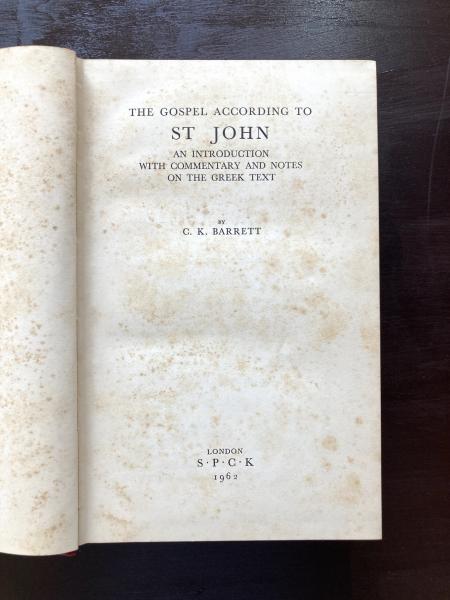 THE GOSPEL ACCORDING TO
ST JOHN
AN INTRODUCTION
WITH COMMENTARY AND NOTES
ON THE GREEK TEXT
BY
C. K. BARRETT
LONDON
S·P·C·K
1962